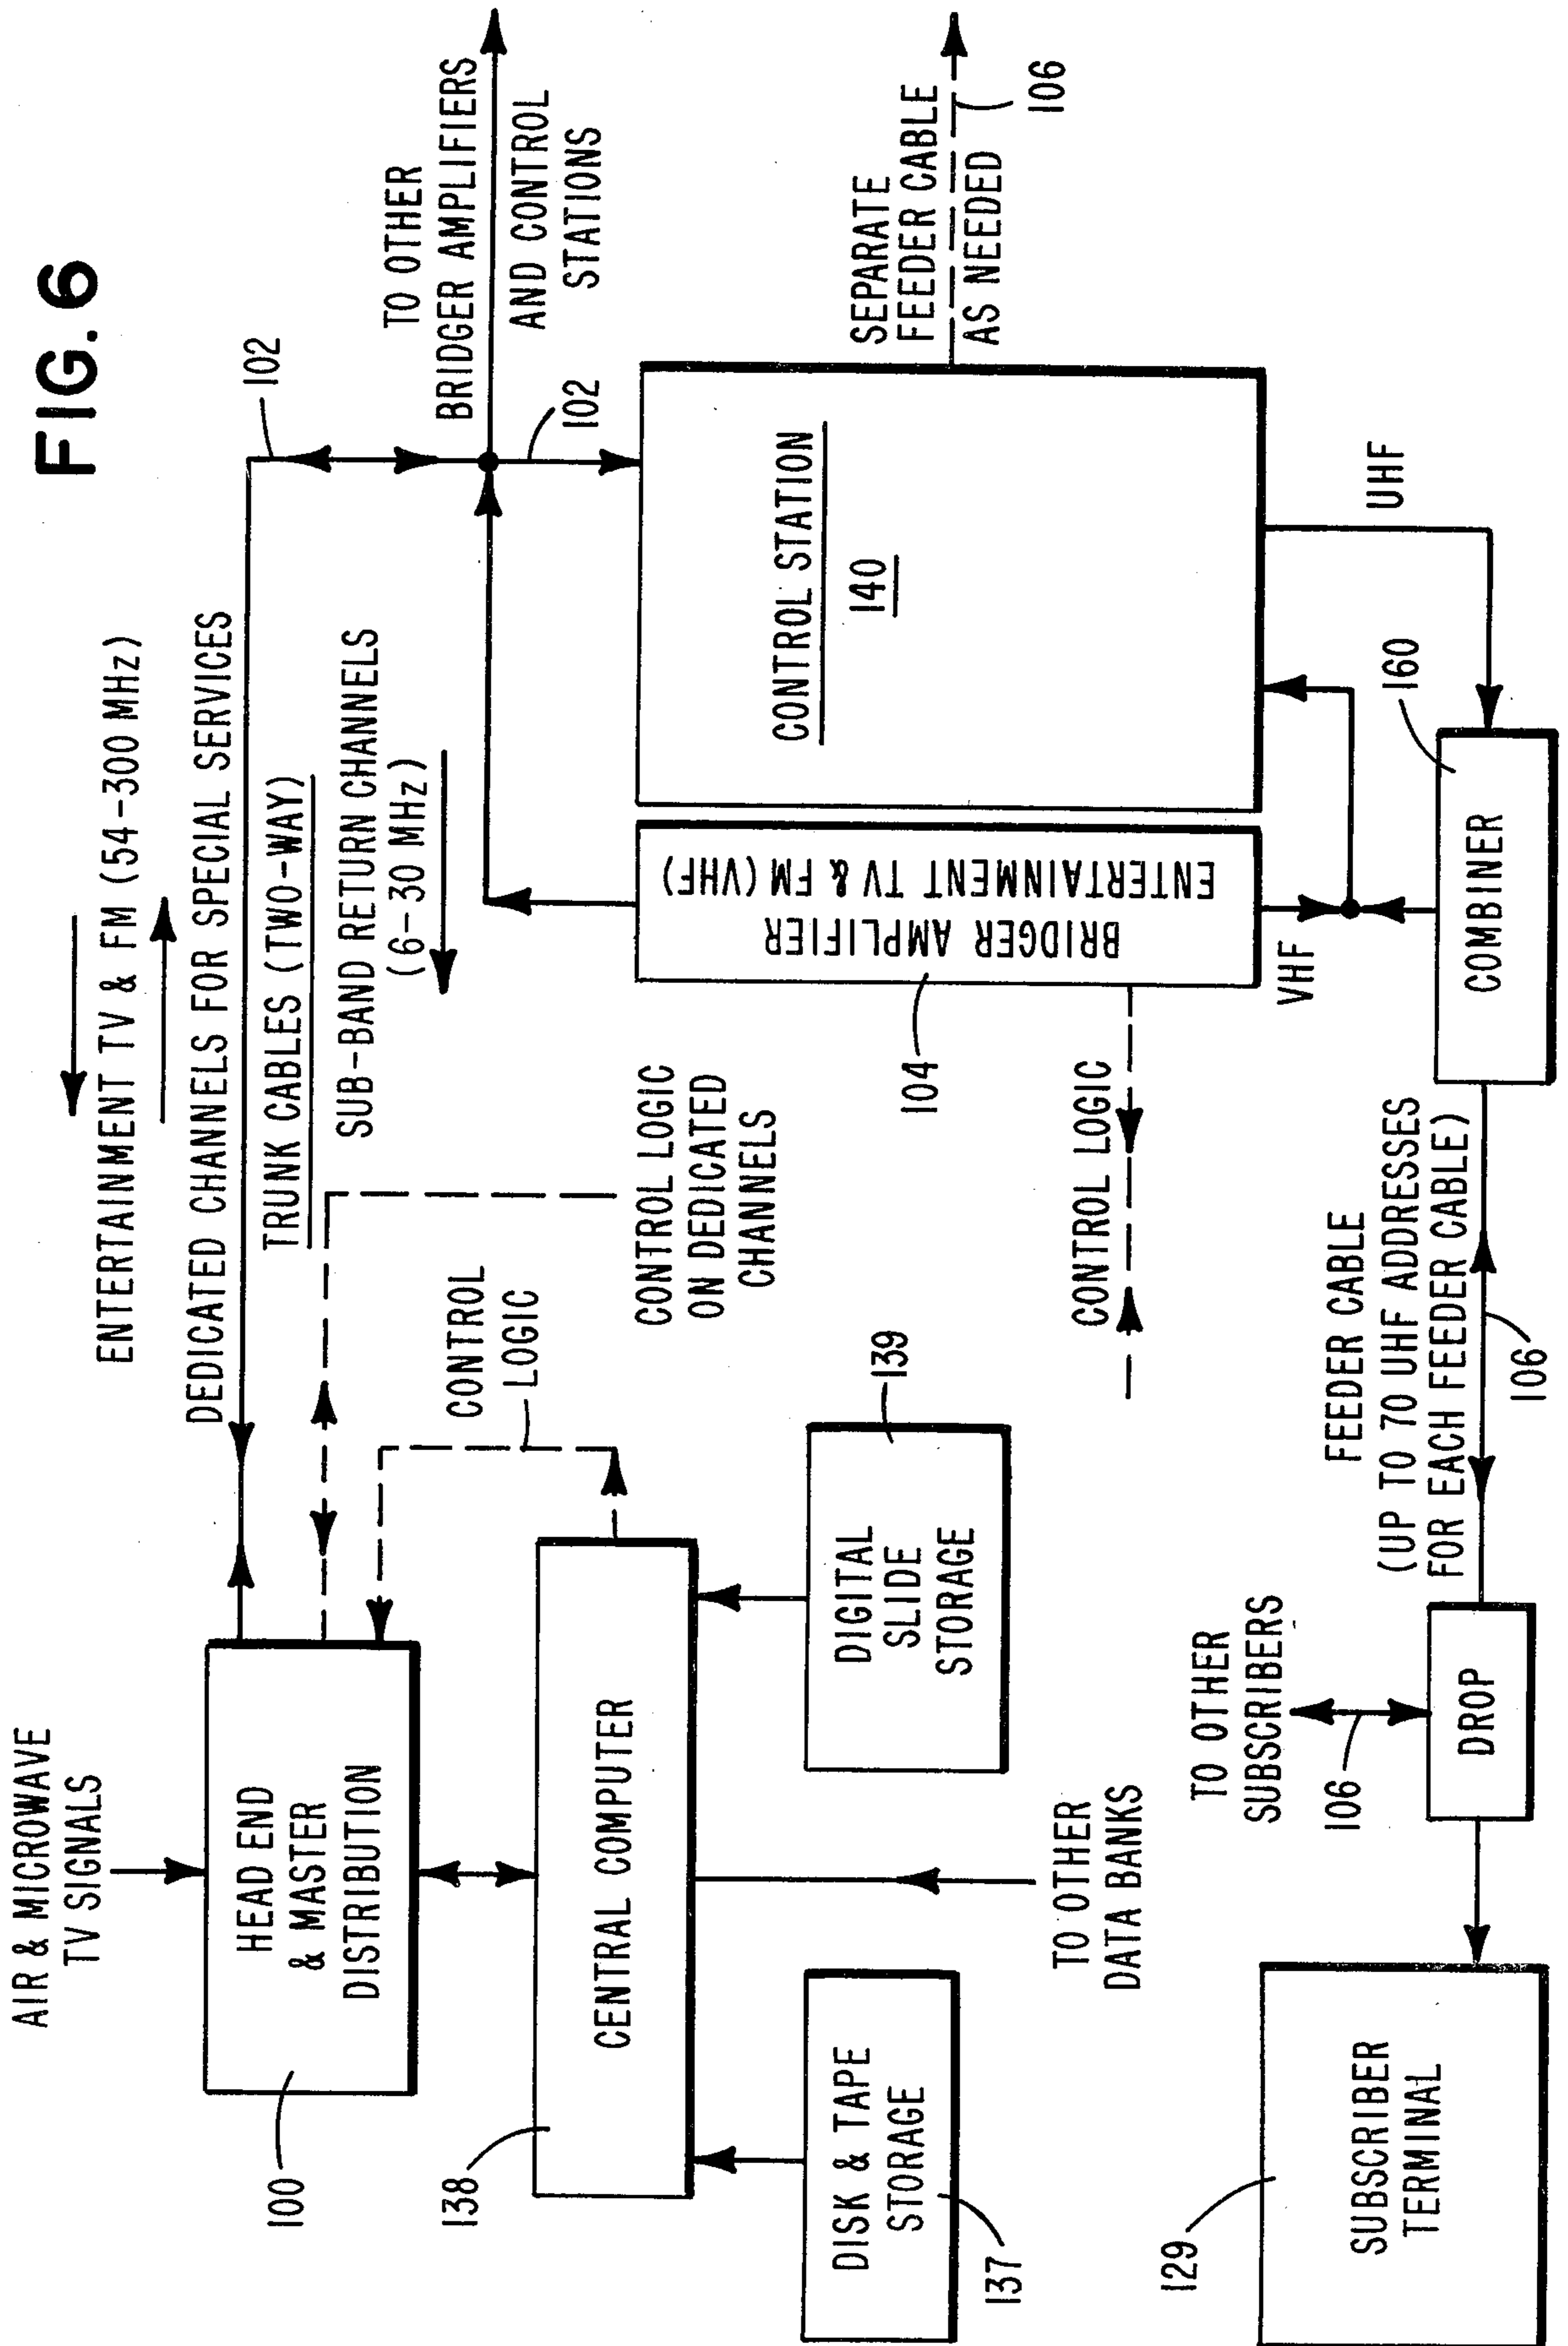 FIG. 6
AIR & MICROWAVE
TV SIGNALS
HEAD END
& MASTER
DISTRIBUTION
100
ENTERTAINMENT TV & FM (54-300 MHz)
DEDICATED CHANNELS FOR SPECIAL SERVICES
TRUNK CABLES (TWO-WAY)
SUB-BAND RETURN CHANNELS
(6-30 MHz)
102
TO OTHER
BRIDGER AMPLIFIERS
AND CONTROL
STATIONS
102
CONTROL LOGIC
ON DEDICATED
CHANNELS
CONTROL
LOGIC
138
CENTRAL COMPUTER
DISK & TAPE
STORAGE
137
TO OTHER
DATA BANKS
DIGITAL
SLIDE
STORAGE
139
BRIDGER AMPLIFIER
ENTERTAINMENT TV & FM (VHF)
104
CONTROL LOGIC
CONTROL STATION
140
SEPARATE
FEEDER CABLE
AS NEEDED
106
VHF
UHF
160
COMBINER
FEEDER CABLE
(UP TO 70 UHF ADDRESSES
FOR EACH FEEDER CABLE)
106
TO OTHER
SUBSCRIBERS
106
DROP
129
SUBSCRIBER
TERMINAL